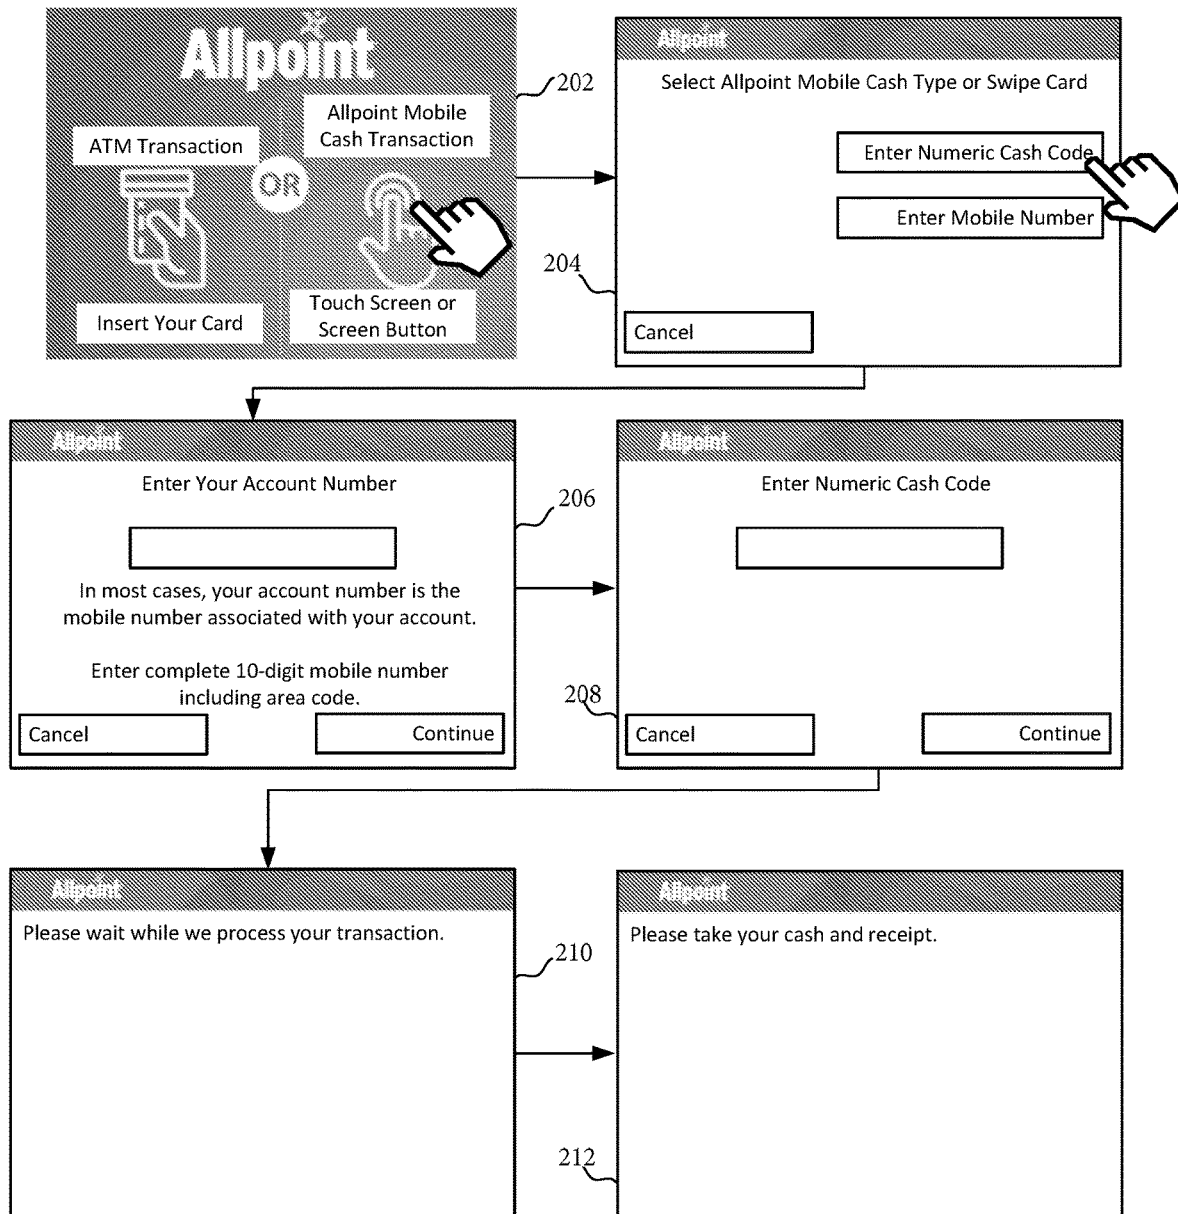 Allpoint
ATM Transaction
OR
Allpoint Mobile
Cash Transaction
Insert Your Card
Touch Screen or
Screen Button
202
Allpoint
Select Allpoint Mobile Cash Type or Swipe Card
Enter Numeric Cash Code
Enter Mobile Number
204
Cancel
Allpoint
Enter Your Account Number
In most cases, your account number is the
mobile number associated with your account.
Enter complete 10-digit mobile number
including area code.
Cancel
Continue
206
Allpoint
Enter Numeric Cash Code
208
Cancel
Continue
Allpoint
Please wait while we process your transaction.
210
Allpoint
Please take your cash and receipt.
212